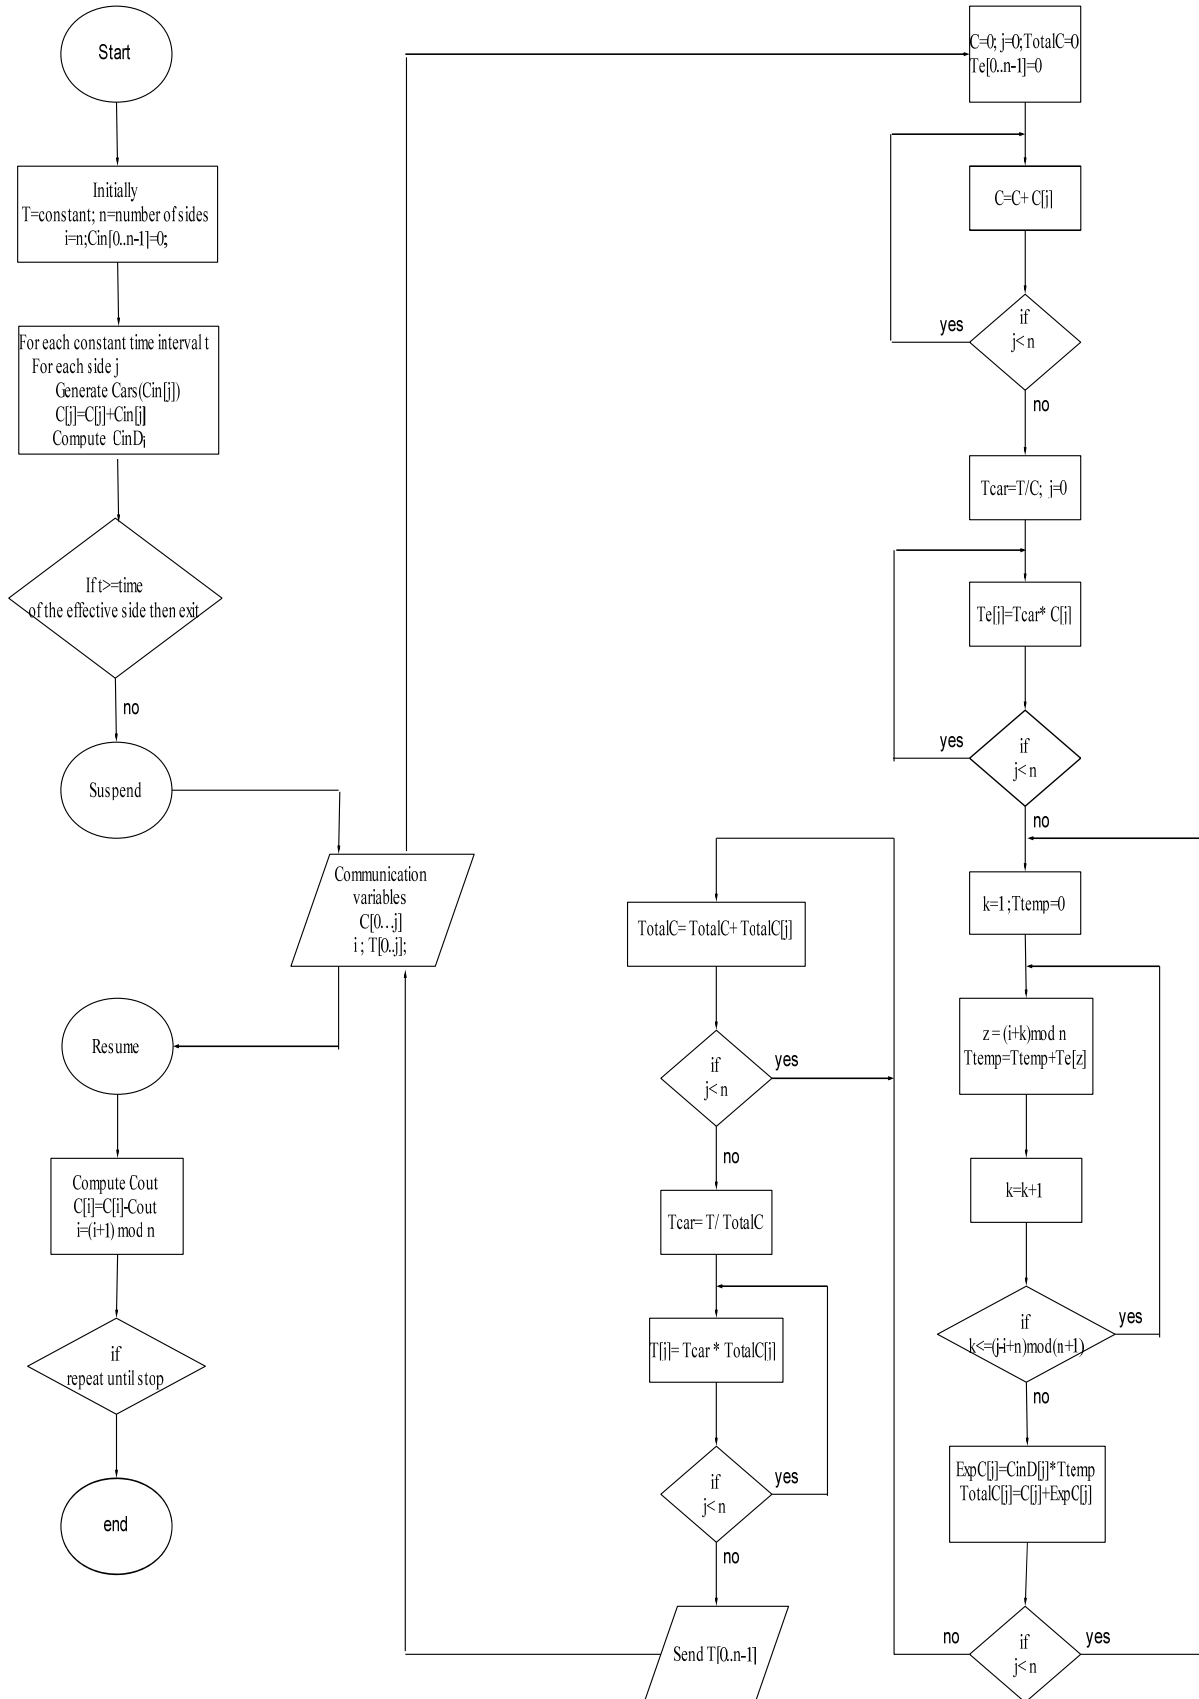 Start
Initially
T=constant; n=number of sides
i=n;Cin[0..n-1]=0;
For each constant time interval t
For each side j
Generate Cars(Cin[j])
C[j]=C[j]+Cin[j]
Compute CinDj
If t>=time
of the effective side then exit
no
Suspend
Communication
variables
C[0...j]
i ; T[0..j];
Resume
Compute Cout
C[i]=C[i]-Cout
i=(i+1) mod n
if
repeat until stop
end
C=0; j=0;TotalC=0
Te[0..n-1]=0
C=C+ C[j]
if
j< n
yes
no
Tcar=T/C; j=0
Te[j]=Tcar* C[j]
if
j< n
yes
no
k=1 ;Ttemp=0
z = (i+k)mod n
Ttemp=Ttemp+Te[z]
k=k+1
if
k<=(j-i+n)mod(n+1)
yes
no
ExpC[j]=CinD[j]*Ttemp
TotalC[j]=C[j]+ExpC[j]
if
j< n
no
yes
TotalC= TotalC+ TotalC[j]
if
j< n
yes
no
Tcar= T/ TotalC
T[j]= Tcar * TotalC[j]
if
j< n
yes
no
Send T[0..n-1]